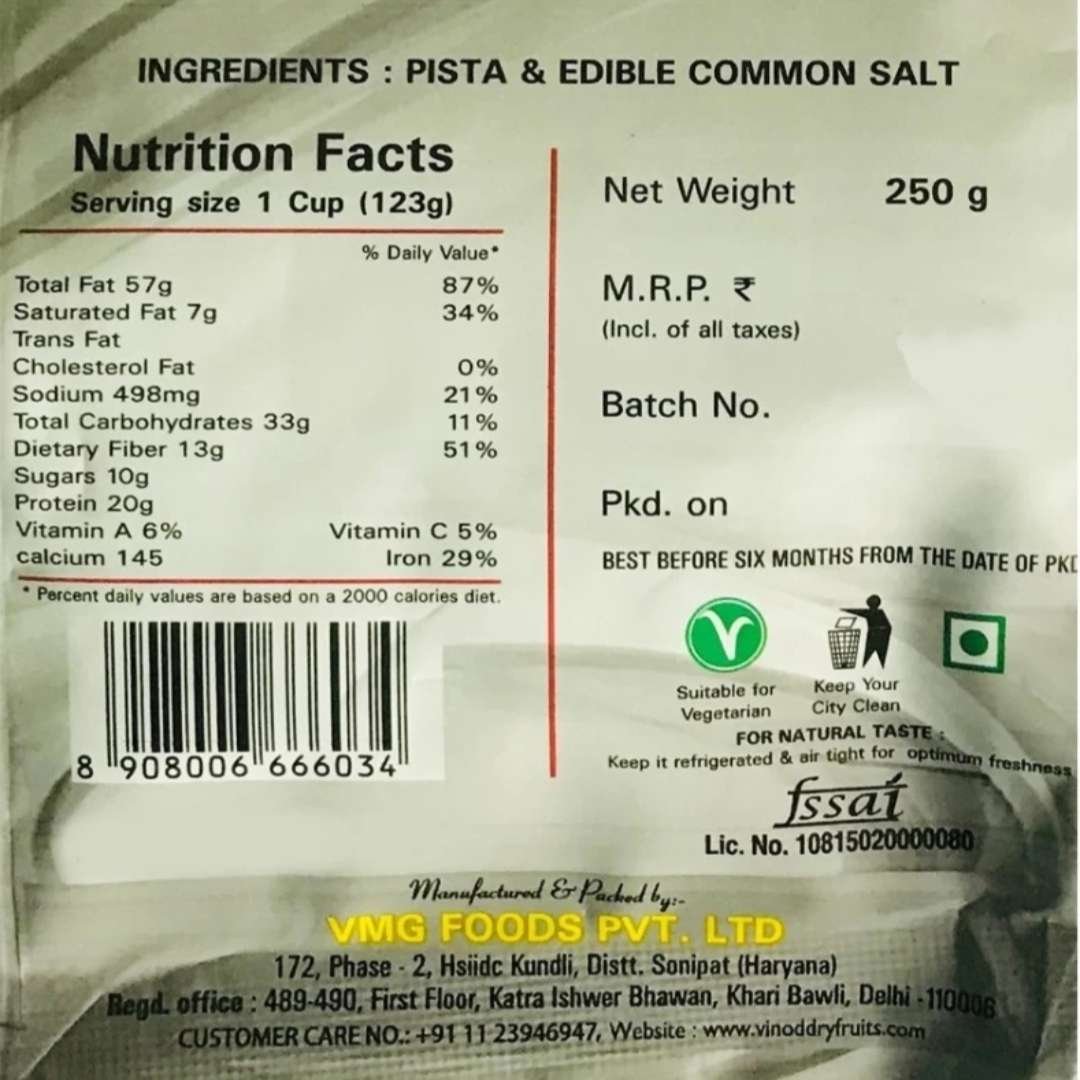 INGREDIENTS : PISTA & EDIBLE COMMON SALT
Nutrition Facts
Serving size 1 Cup (123g)
% Daily Value*
Total Fat 57g 87%
Saturated Fat 7g 34%
Trans Fat
Cholesterol Fat 0%
Sodium 498mg 21%
Total Carbohydrates 33g 11%
Dietary Fiber 13g 51%
Sugars 10g
Protein 20g
Vitamin A 6% Vitamin C 5%
calcium 145 Iron 29%
* Percent daily values are based on a 2000 calories diet.
8 908006 666034
Net Weight 250 g
M.R.P. ₹
(Incl. of all taxes)
Batch No.
Pkd. on
BEST BEFORE SIX MONTHS FROM THE DATE OF PKD
Suitable for
Vegetarian
Keep Your
City Clean
FOR NATURAL TASTE :
Keep it refrigerated & air tight for optimum freshness
fssai
Lic. No. 10815020000080
Manufactured & Packed by:-
VMG FOODS PVT. LTD
172, Phase - 2, Hsiidc Kundli, Distt. Sonipat (Haryana)
Regd. office : 489-490, First Floor, Katra Ishwer Bhawan, Khari Bawli, Delhi -110006
CUSTOMER CARE NO.: +91 11 23946947, Website : www.vinoddryfruits.com